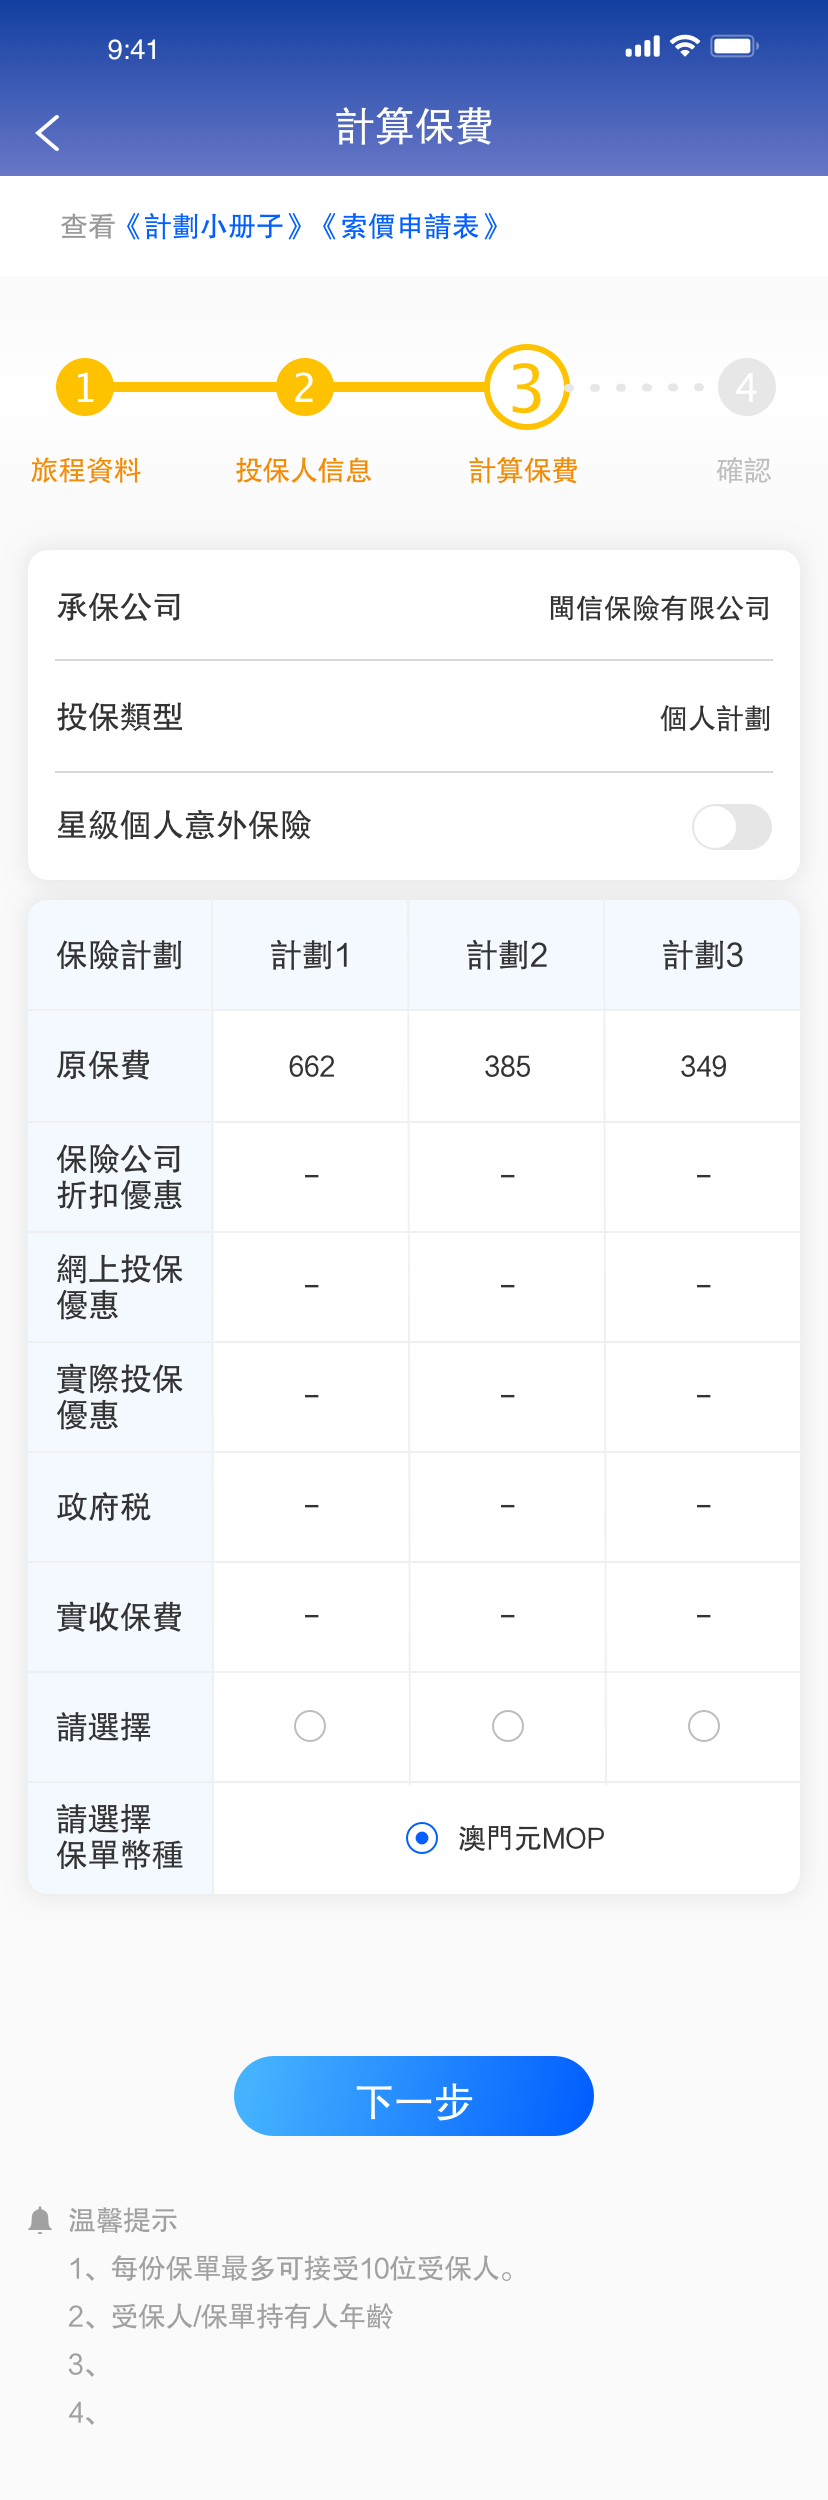 9:41
計算保費
查看《計劃小册子》《索價申請表》
1 2 3 4
旅程資料 投保人信息 計算保費 確認
承保公司 閩信保險有限公司
投保類型 個人計劃
星級個人意外保險
保險計劃 計劃1 計劃2 計劃3
原保費 662 385 349
保險公司
折扣優惠 – – –
網上投保
優惠 – – –
實際投保
優惠 – – –
政府税 – – –
實收保費 – – –
請選擇
請選擇
保單幣種 澳門元MOP
下一步
温馨提示
1、每份保單最多可接受10位受保人。
2、受保人/保單持有人年齡
3、
4、